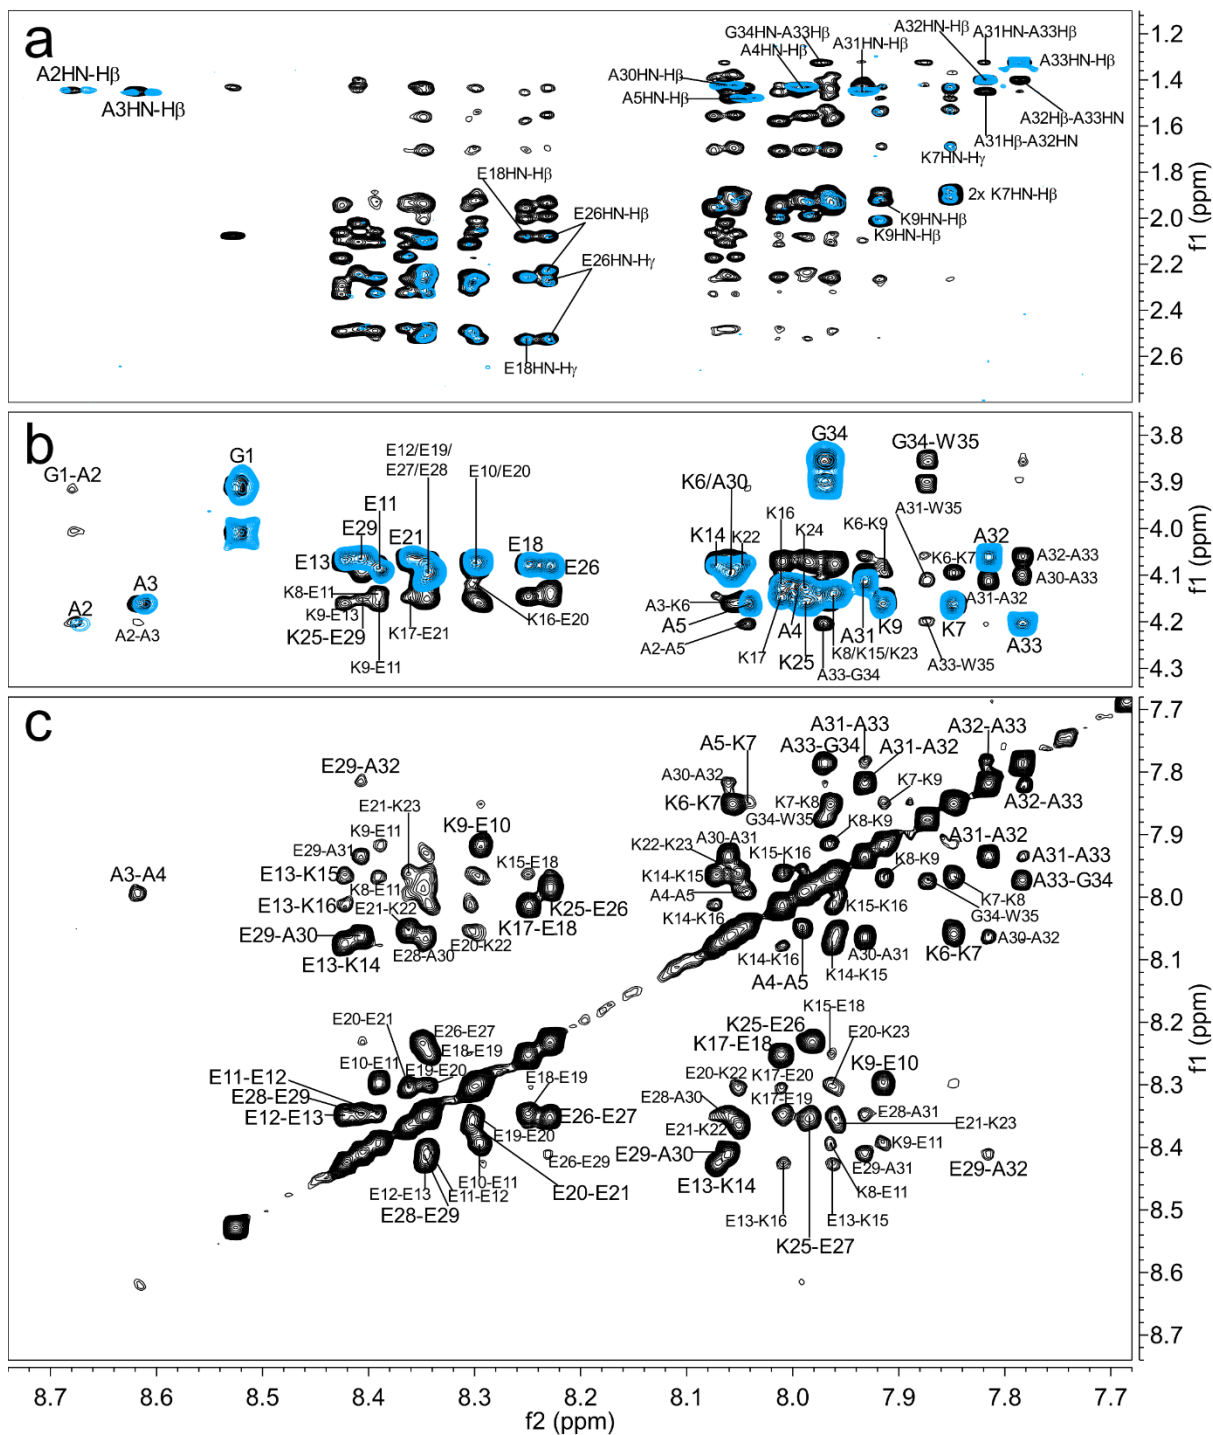 a
G34HN-A33Hβ
A32HN-Hβ
A31HN-A33Hβ
A4HN-Hβ
A31HN-Hβ
A33HN-Hβ
A2HN-Hβ
A30HN-Hβ
A3HN-Hβ
A5HN-Hβ
A32Hβ-A33HN
A31Hβ-A32HN
K7HN-Hγ
E18HN-Hβ
2x K7HN-Hβ
E26HN-Hβ
K9HN-Hβ
K9HN-Hβ
E26HN-Hγ
E18HN-Hγ
1.2
1.4
1.6
1.8
2.0
2.2
2.4
2.6
f1 (ppm)
b
G1
G1-A2
E12/E19/
E27/E28
E10/E20
G34
G34-W35
K6/A30
E11
E29
E13
E21
E18
E26
K14
K22
K16
K24
K6-K9
A31-W35
A32
K6-K7
A32-A33
A30-A33
A3
K8-E11
K9-E13
A2
A2-A3
K25-E29
K17-E21
K16-E20
K9-E11
A3-K6
A5
A2-A5
K17
A4
K25
A31
K9
K8/K15/K23
A33-G34
K7
A31-A32
A33-W35
A33
3.8
3.9
4.0
4.1
4.2
4.3
f1 (ppm)
c
A31-A33
A32-A33
A5-K7
A33-G34
A31-A32
E29-A32
A30-A32
E21-K23
K6-K7
K7-K8
K7-K9
A32-A33
K9-E10
G34-W35
K8-K9
K9-E11
A30-A31
A31-A32
E29-A31
K22-K23
K15-K16
K8-K9
A31-A33
A3-A4
E13-K15
K15-E18
K14-K15
A33-G34
K8-E11
K25-E26
A4-A5
K7-K8
E13-K16
E21-K22
K17-E18
K14-K16
K15-K16
G34-W35
E29-A30
E28-A30
E20-K22
K14-K16
A30-A31
K6-K7
A30-A32
E13-K14
A4-A5
K14-K15
K15-E18
E20-E21
E26-E27
K25-E26
E20-K23
E10-E11
E18-E19
K17-E18
E11-E12
E19-E20
E18-E19
E20-K22
K17-E20
K9-E10
E28-E29
E28-A30
K17-E19
E28-A31
E12-E13
E26-E27
E21-K22
E21-K23
E19-E20
E26-E29
E29-A30
K9-E11
E29-A31
E29-A32
E10-E11
E12-E13
E11-E12
E20-E21
E13-K14
K8-E11
E28-E29
E13-K16
E13-K15
K25-E27
7.7
7.8
7.9
8.0
8.1
8.2
8.3
8.4
8.5
8.6
8.7
f1 (ppm)
8.7
8.6
8.5
8.4
8.3
8.2
8.1
8.0
7.9
7.8
7.7
f2 (ppm)